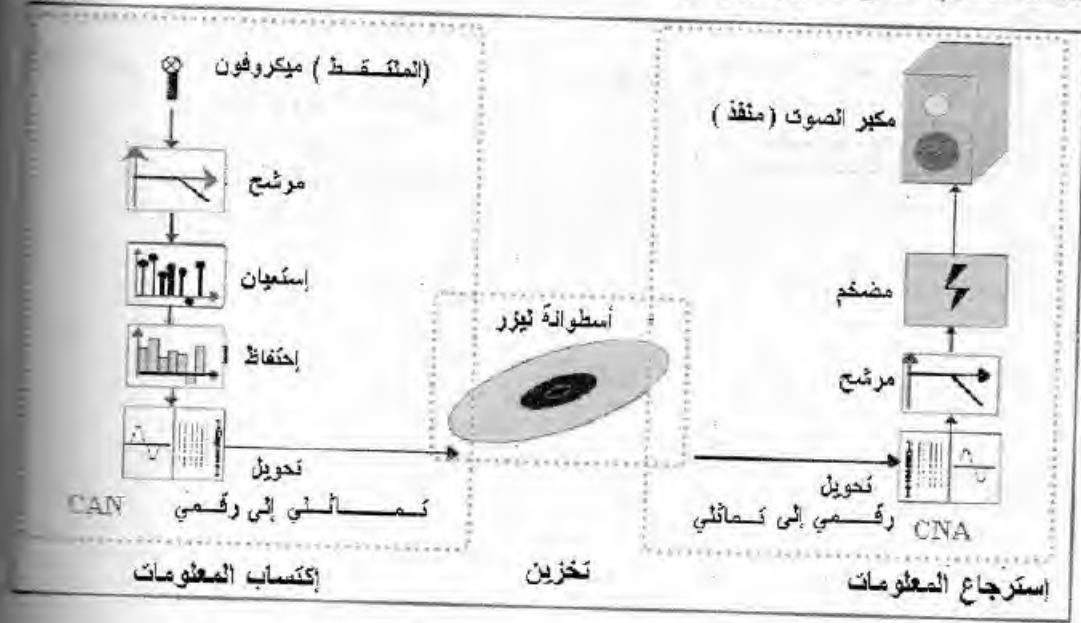 (الملتقط) ميكروفون
مرشح
إستعيان
إحتفاظ
تحويل
تماثلي إلى رقمي
CAN
إكتساب المعلومات
أسطوانة ليزر
تخزين
مكبر الصوت (منفذ)
مضخم
مرشح
تحويل
رقمي إلى تماثلي
CNA
إسترجاع المعلومات